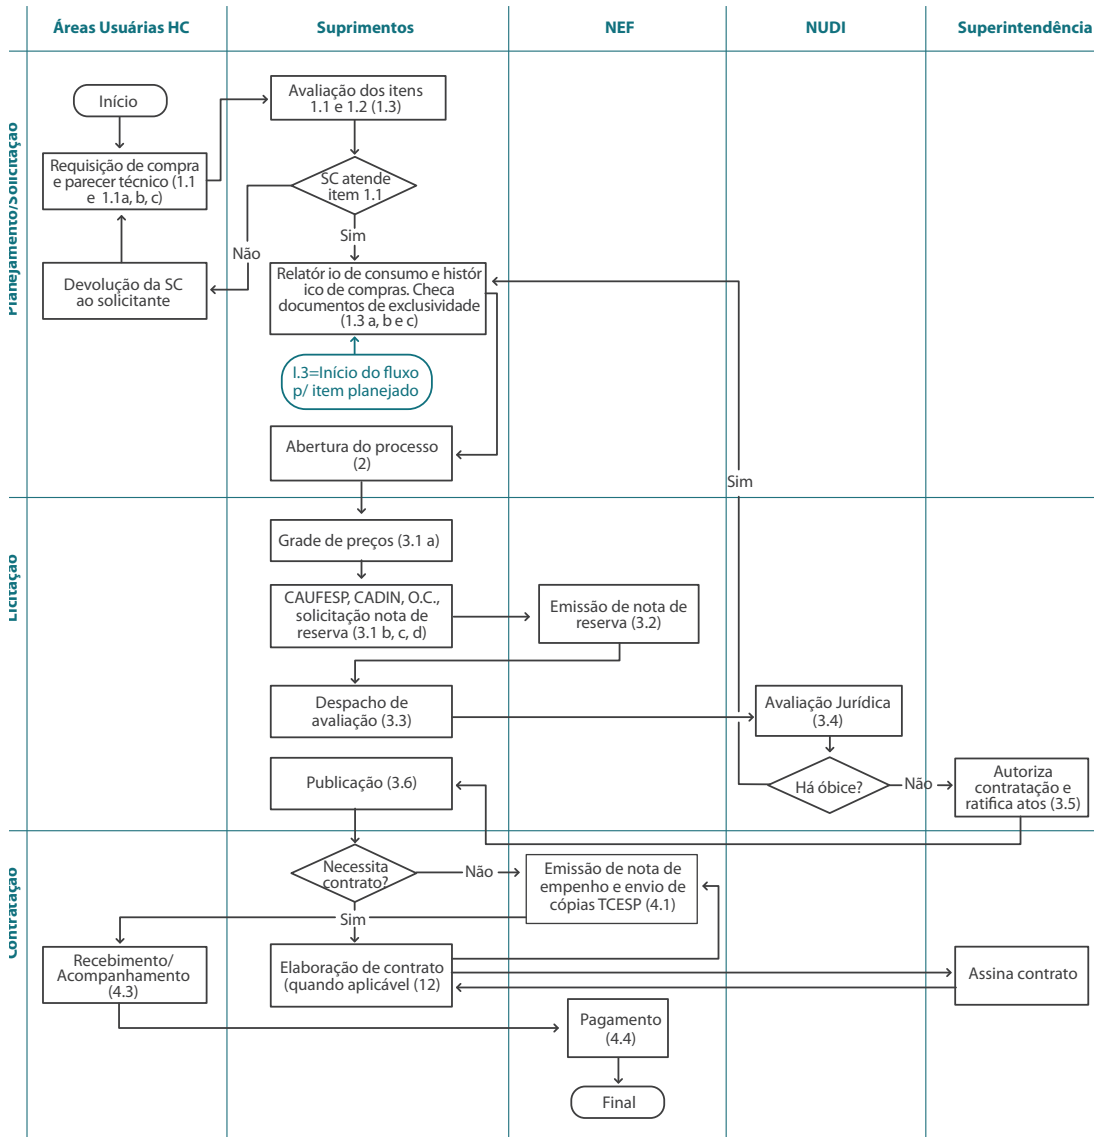 Áreas Usuárias HC
Suprimentos
NEF
NUDI
Superintendência
Planejamento/Solicitação
Início
Avaliação dos itens
1.1 e 1.2 (1.3)
Requisição de compra
e parecer técnico (1.1
e 1.1a, b, c)
SC atende
item 1.1
Sim
Não
Devolução da SC
ao solicitante
Relatór io de consumo e histór
ico de compras. Checa
documentos de exclusividade
(1.3 a, b e c)
I.3=Início do fluxo
p/ item planejado
Abertura do processo
(2)
Sim
Licitação
Grade de preços (3.1 a)
CAUFESP, CADIN, O.C.,
solicitação nota de
reserva (3.1 b, c, d)
Emissão de nota de
reserva (3.2)
Despacho de
avaliação (3.3)
Avaliação Jurídica
(3.4)
Publicação (3.6)
Há óbice?
Não
Autoriza
contratação e
ratifica atos (3.5)
Contratação
Necessita
contrato?
Não
Emissão de nota de
empenho e envio de
cópias TCESP (4.1)
Sim
Recebimento/
Acompanhamento
(4.3)
Elaboração de contrato
(quando aplicável (12)
Assina contrato
Pagamento
(4.4)
Final